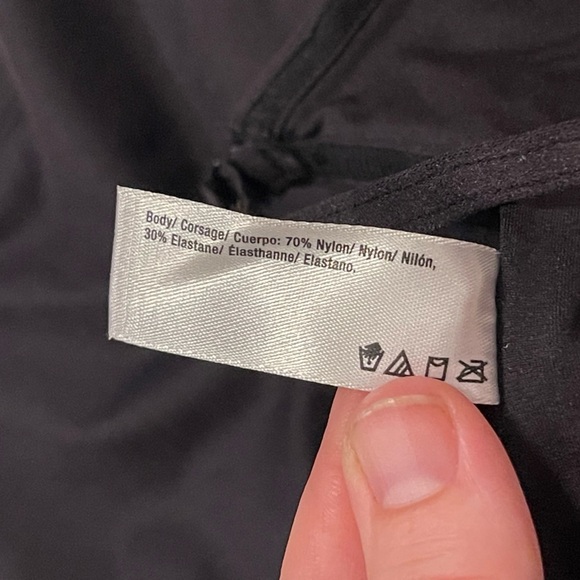 Body/ Corsage/ Cuerpo: 70% Nylon/ Nylon/ Nilón,
30% Elastane/ Élasthanne/ Elastano,